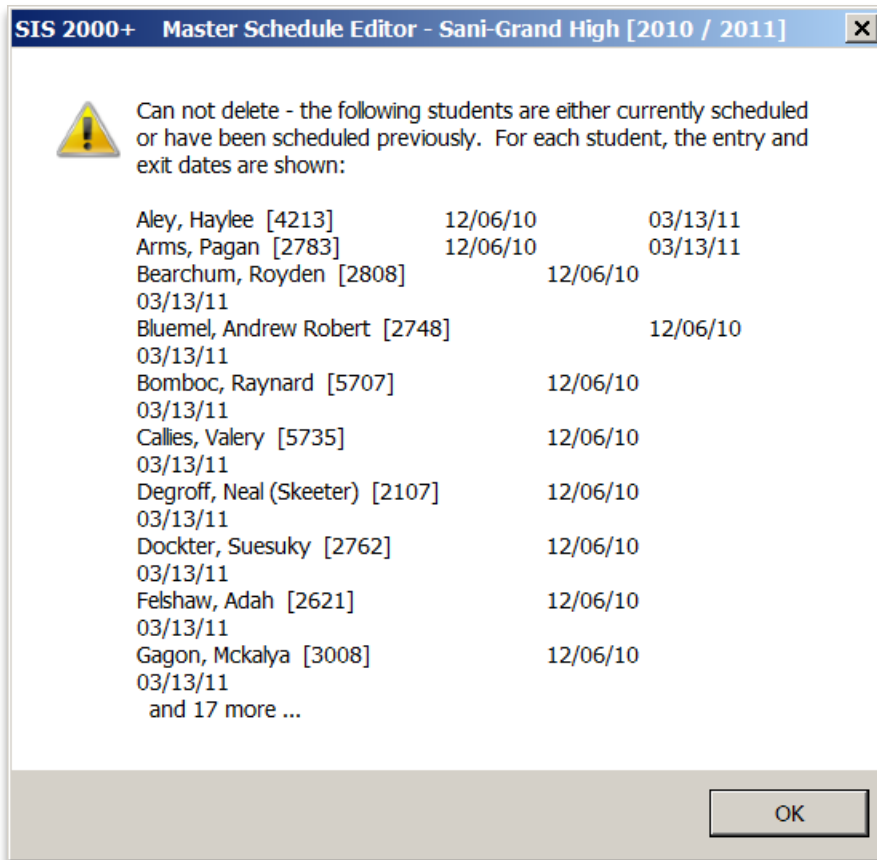 SIS 2000+ Master Schedule Editor - Sani-Grand High [2010 / 2011]
Can not delete - the following students are either currently scheduled
or have been scheduled previously. For each student, the entry and
exit dates are shown:
Aley, Haylee [4213] 12/06/10 03/13/11
Arms, Pagan [2783] 12/06/10 03/13/11
Bearchum, Royden [2808] 12/06/10
03/13/11
Bluemel, Andrew Robert [2748] 12/06/10
03/13/11
Bomboc, Raynard [5707] 12/06/10
03/13/11
Callies, Valery [5735] 12/06/10
03/13/11
Degroff, Neal (Skeeter) [2107] 12/06/10
03/13/11
Dockter, Suesuky [2762] 12/06/10
03/13/11
Felshaw, Adah [2621] 12/06/10
03/13/11
Gagon, Mckalya [3008] 12/06/10
03/13/11
and 17 more ...
OK